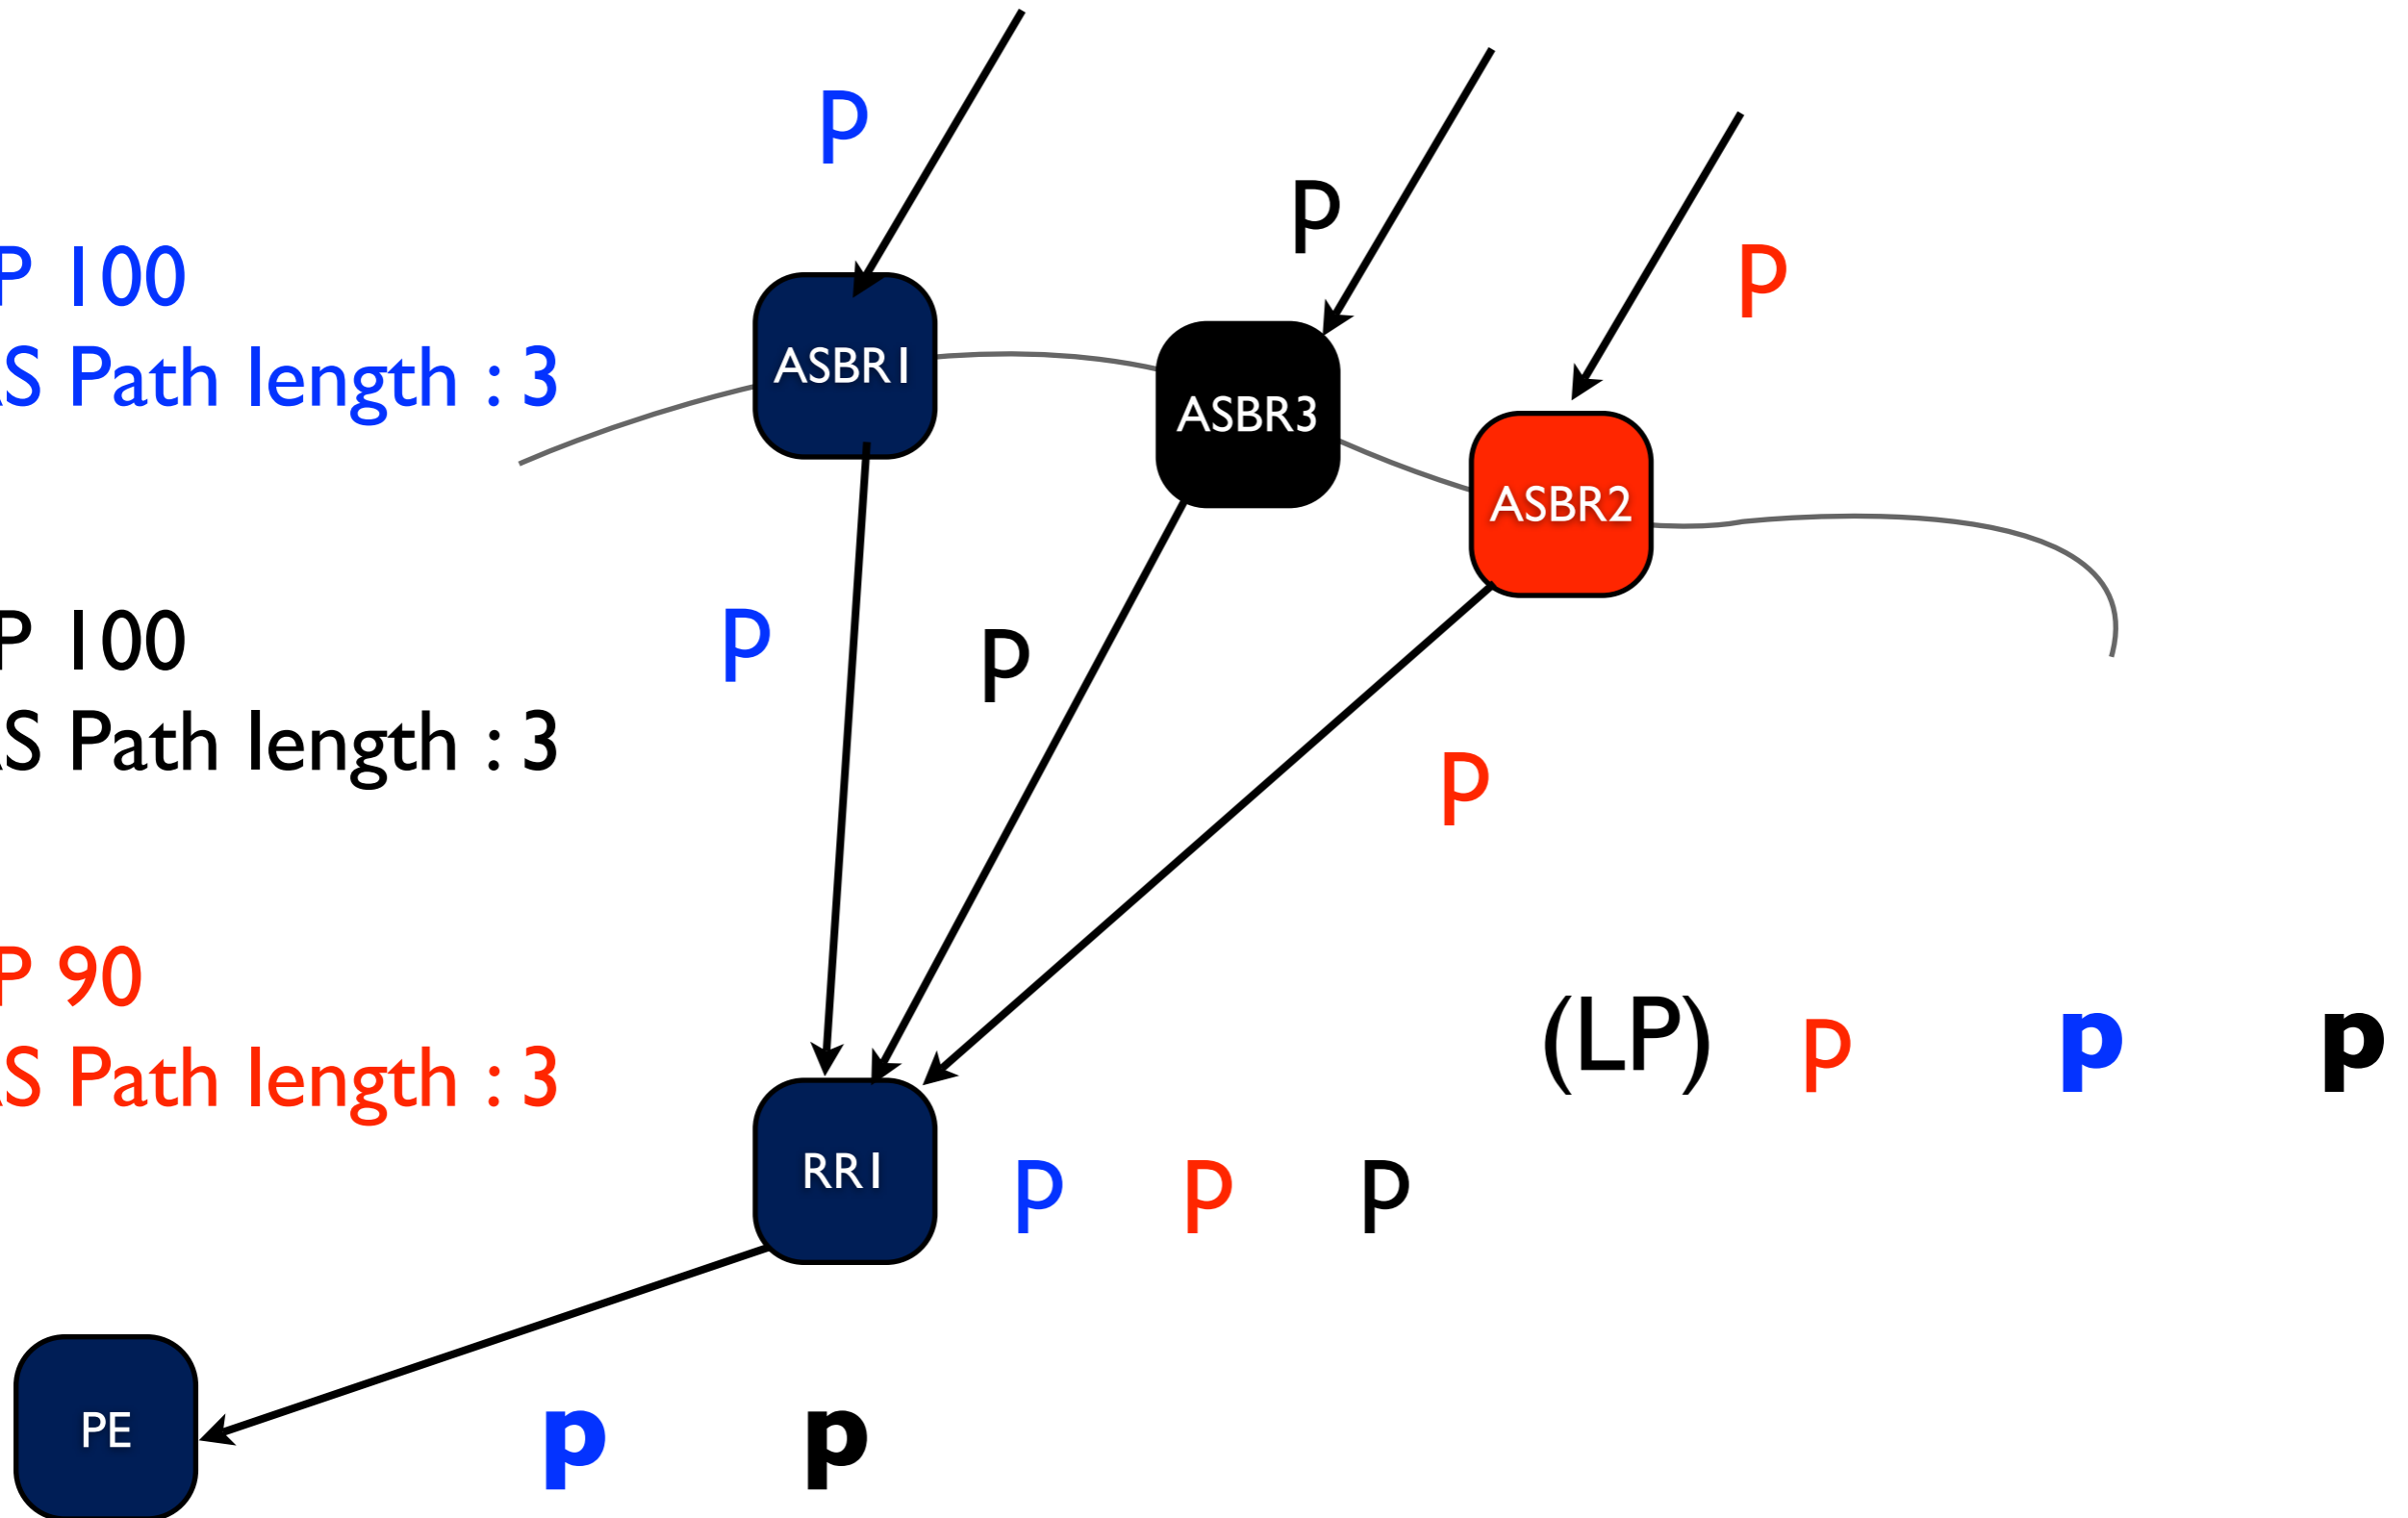 P
P
P
P 100
S Path length : 3
ASBR1
ASBR3
ASBR2
P 100
S Path length : 3
P
P
P
P 90
S Path length : 3
(LP) p p p
RR1
P P P
PE
p p